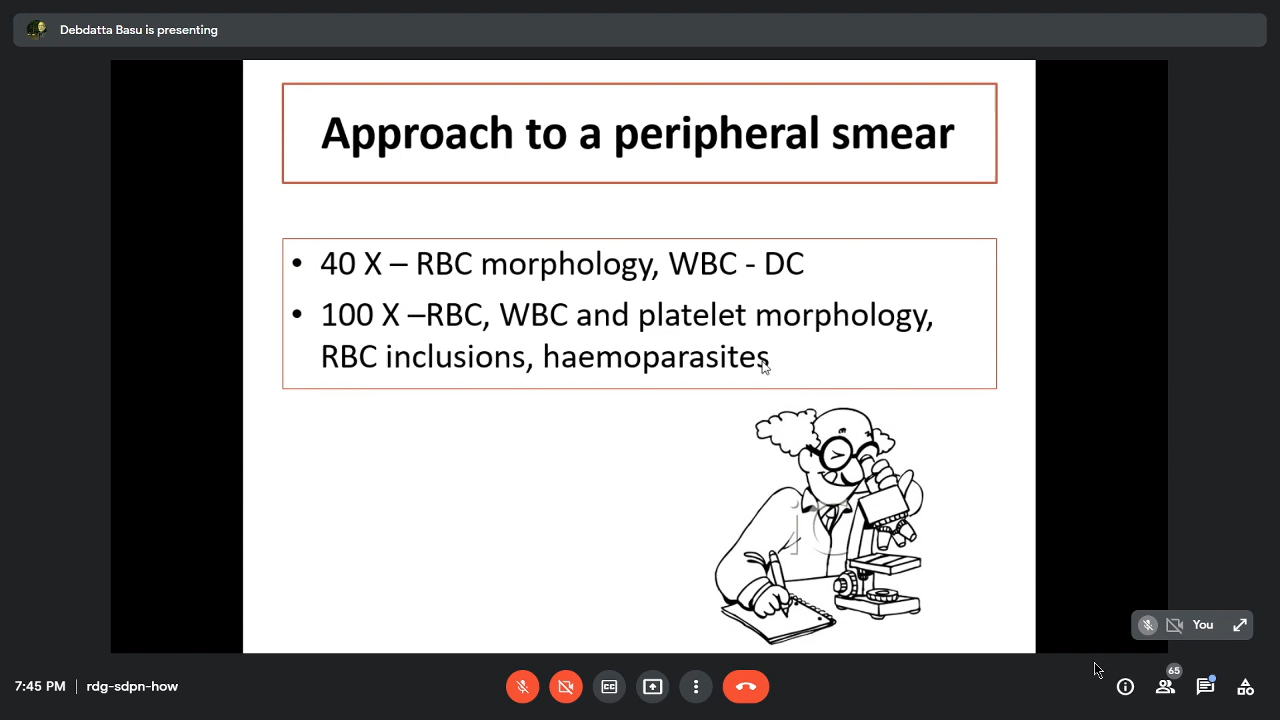 Debdatta Basu is presenting
Approach to a peripheral smear
• 40 X – RBC morphology, WBC - DC
• 100 X –RBC, WBC and platelet morphology,
RBC inclusions, haemoparasites
You
65
7:45 PM | rdg-sdpn-how